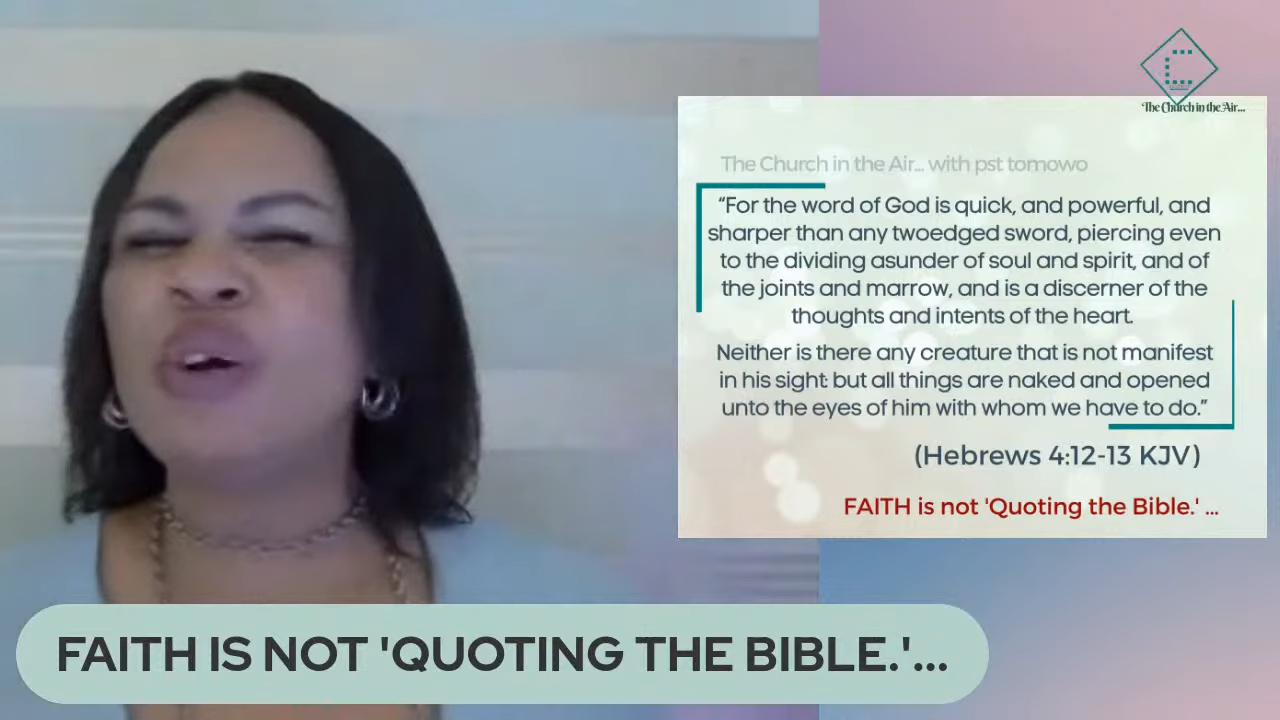 The Church in the Air...
The Church in the Air... with pst tomowo
“For the word of God is quick, and powerful, and
sharper than any twoedged sword, piercing even
to the dividing asunder of soul and spirit, and of
the joints and marrow, and is a discerner of the
thoughts and intents of the heart.
Neither is there any creature that is not manifest
in his sight: but all things are naked and opened
unto the eyes of him with whom we have to do.”
(Hebrews 4:12-13 KJV)
FAITH is not 'Quoting the Bible.' ...
FAITH IS NOT 'QUOTING THE BIBLE.'...